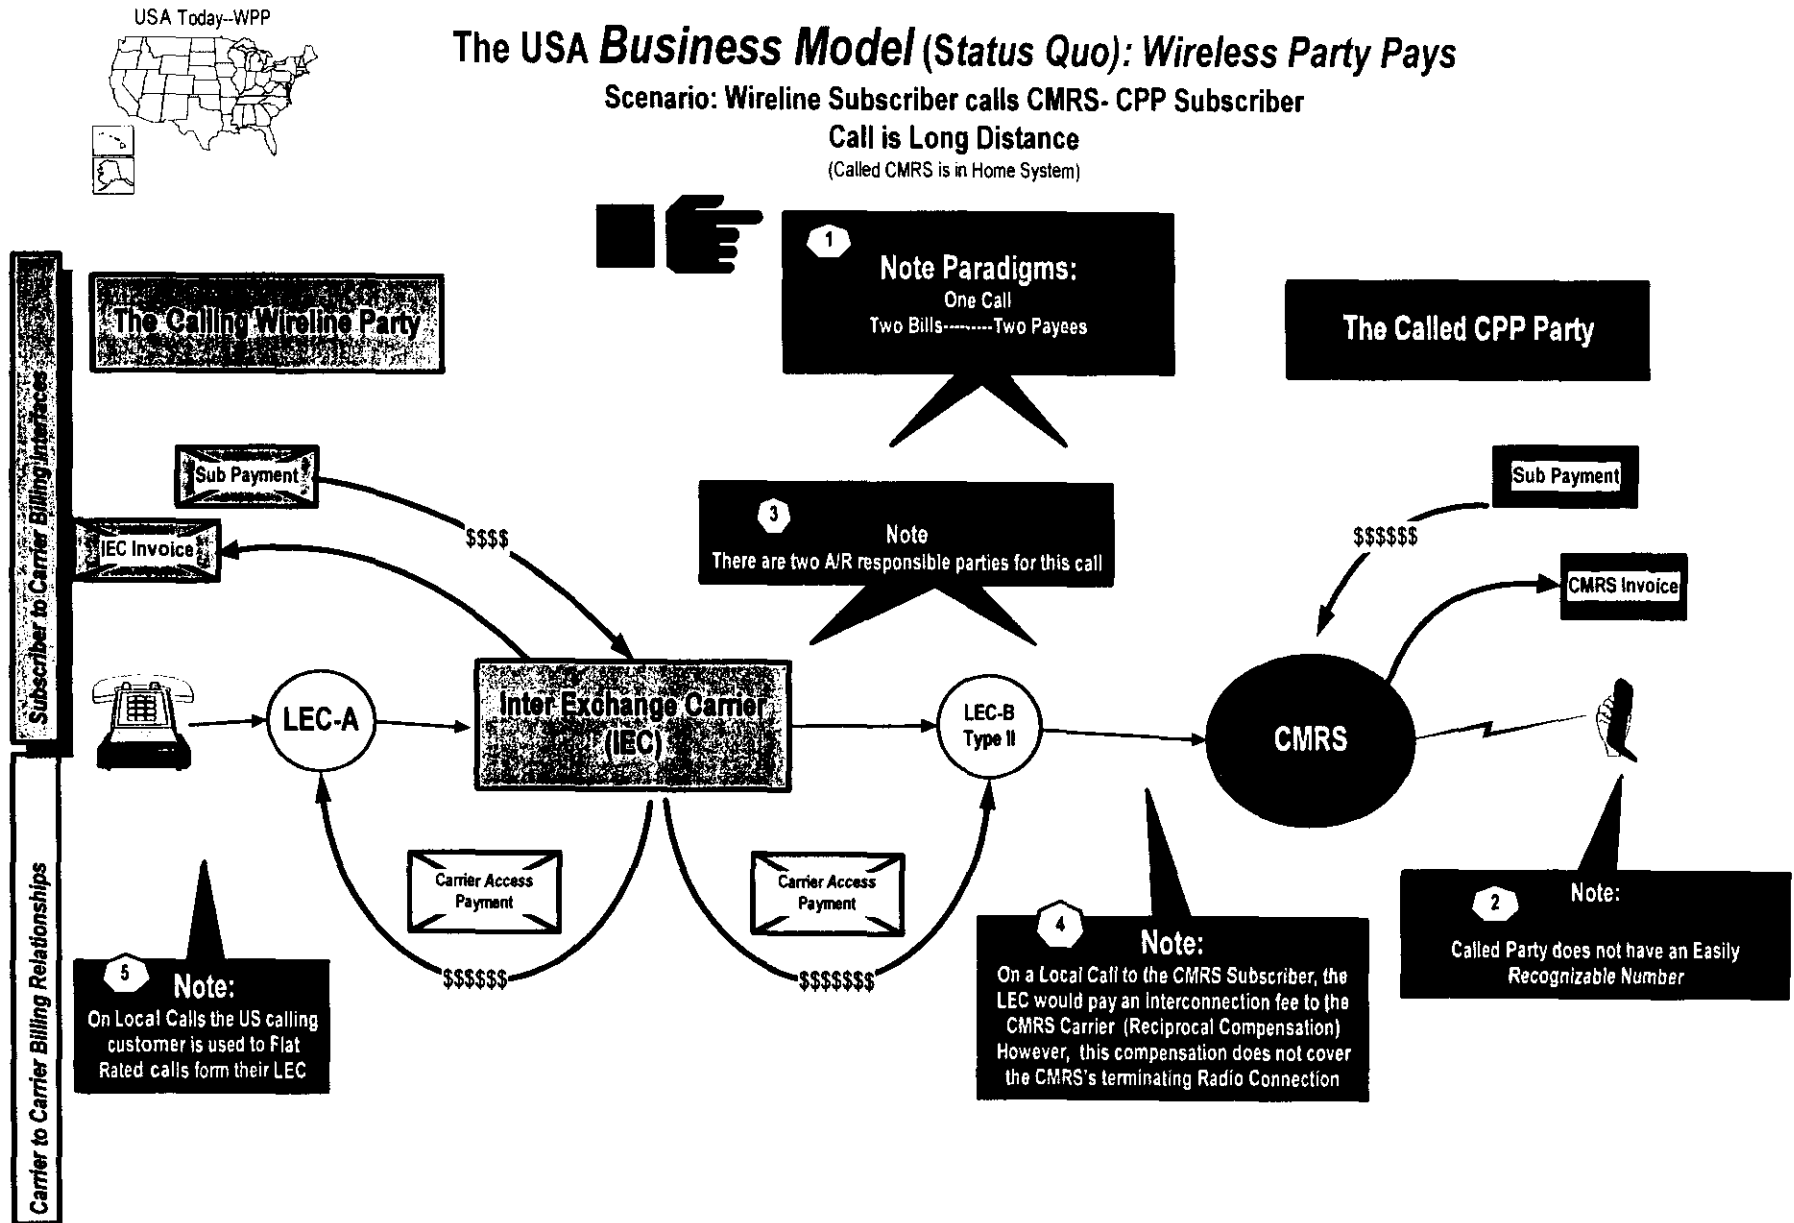 USA Today--WPP
The USA Business Model (Status Quo): Wireless Party Pays
Scenario: Wireline Subscriber calls CMRS- CPP Subscriber
Call is Long Distance
(Called CMRS is in Home System)
1
Note Paradigms:
One Call
Two Bills---------Two Payees
The Calling Wireline Party
The Called CPP Party
Subscriber to Carrier Billing Interfaces
Sub Payment
$$$$
IEC Invoice
3
Note
There are two A/R responsible parties for this call
Sub Payment
$$$$$$
CMRS Invoice
LEC-A
Inter Exchange Carrier
(IEC)
LEC-B
Type II
CMRS
Carrier to Carrier Billing Relationships
Carrier Access
Payment
$$$$$$
Carrier Access
Payment
$$$$$$$
5
Note:
On Local Calls the US calling
customer is used to Flat
Rated calls form their LEC
4
Note:
On a Local Call to the CMRS Subscriber, the
LEC would pay an interconnection fee to the
CMRS Carrier (Reciprocal Compensation)
However, this compensation does not cover
the CMRS's terminating Radio Connection
2
Note:
Called Party does not have an Easily
Recognizable Number